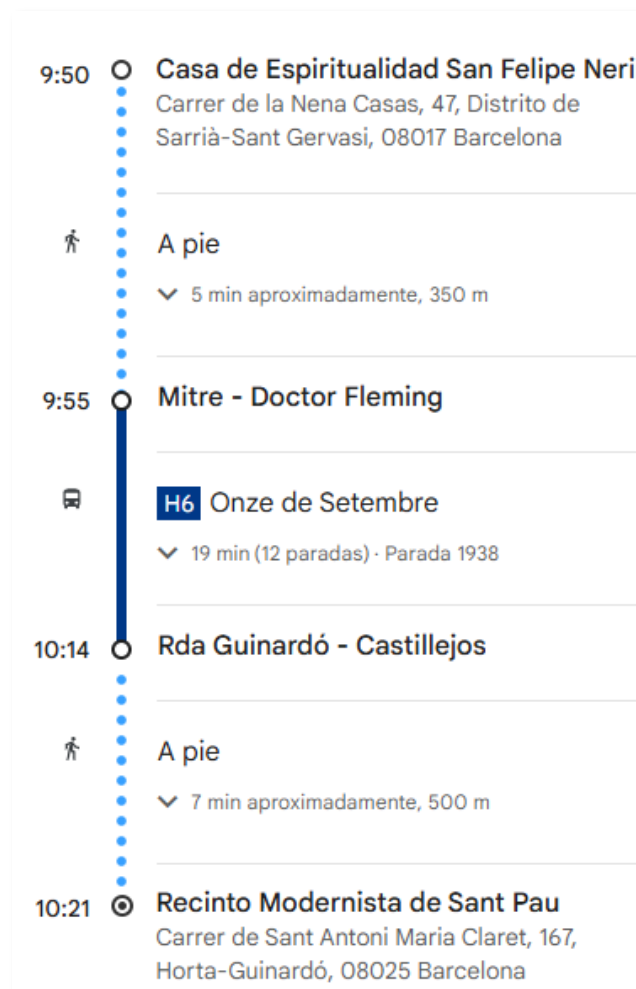 9:50 Casa de Espiritualidad San Felipe Neri
Carrer de la Nena Casas, 47, Distrito de
Sarrià-Sant Gervasi, 08017 Barcelona
A pie
5 min aproximadamente, 350 m
9:55 Mitre - Doctor Fleming
H6 Onze de Setembre
19 min (12 paradas) · Parada 1938
10:14 Rda Guinardó - Castillejos
A pie
7 min aproximadamente, 500 m
10:21 Recinto Modernista de Sant Pau
Carrer de Sant Antoni Maria Claret, 167,
Horta-Guinardó, 08025 Barcelona